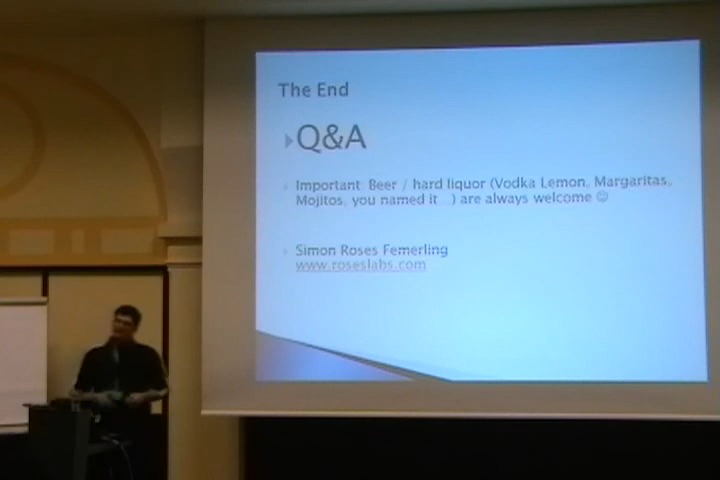 The End
Q&A
Important: Beer / hard liquor (Vodka Lemon, Margaritas,
Mojitos, you named it...) are always welcome ☺
Simon Roses Femerling
www.roseslabs.com